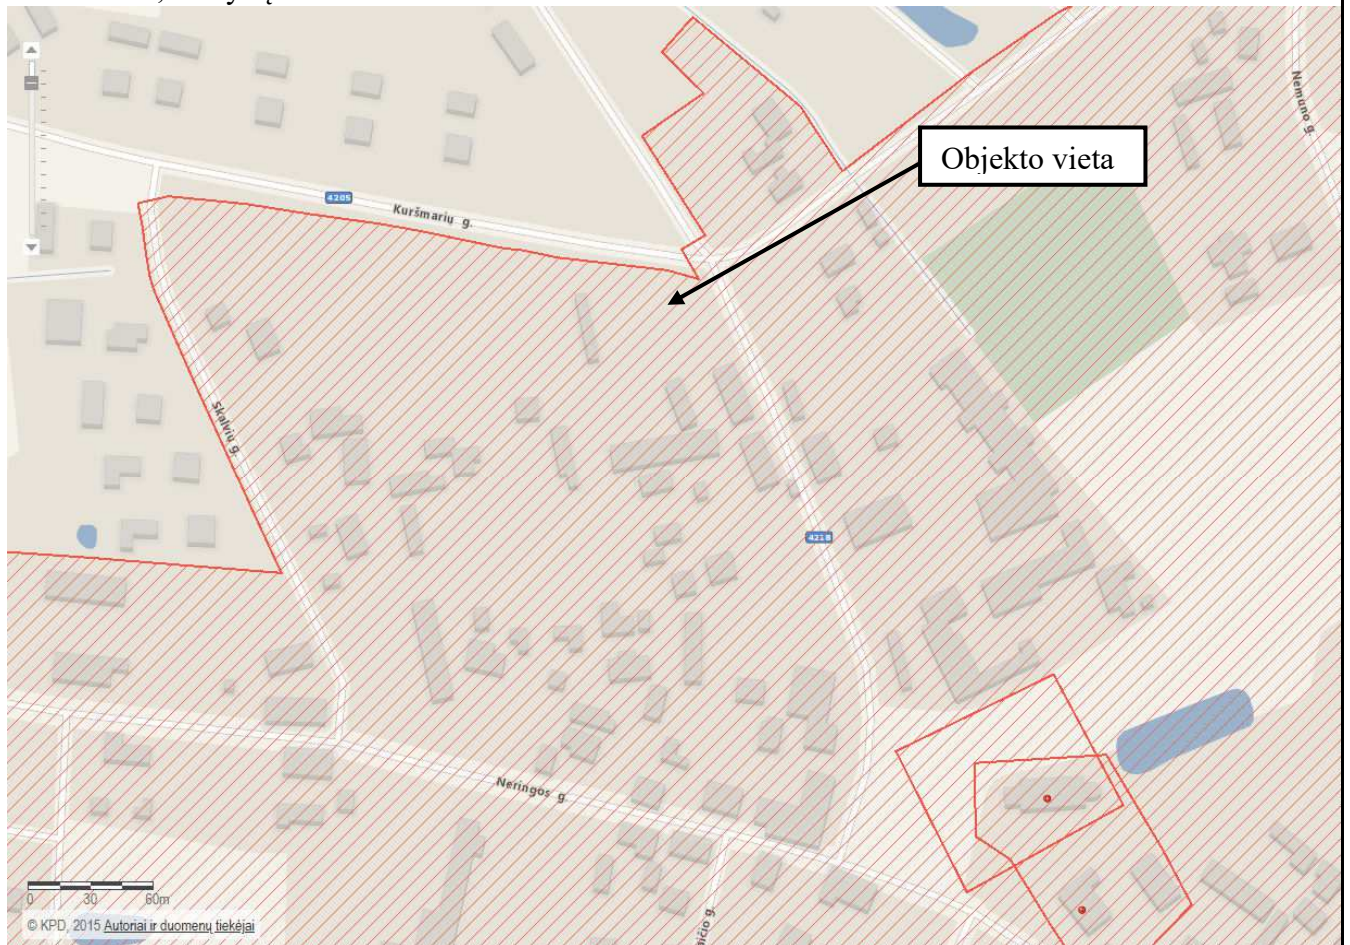 Nemuno g.
Objekto vieta
4205
Kuršmarių g.
Skalvių g.
4218
Neringos g.
0 30 60m
© KPD, 2015 Autoriai ir duomenų tiekėjai